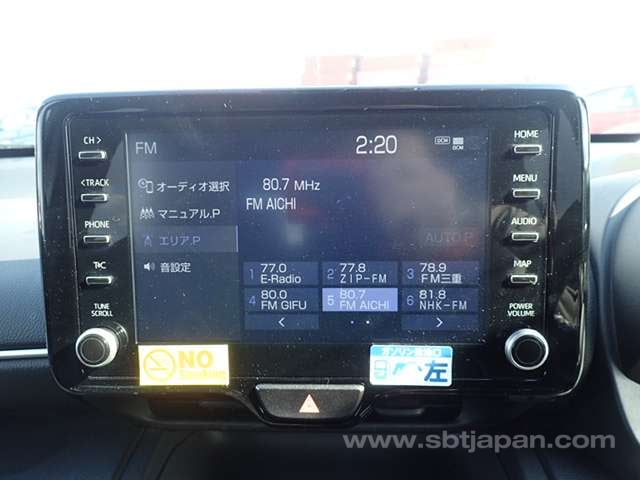 CH >
< TRACK
PHONE
TUNE
SCROLL
FM
2:20
DCM
オーディオ選択
マニュアル.P
エリア.P
音設定
80.7 MHz
FM AICHI
AUTO.P
1 77.0 E-Radio
2 77.8 ZIP-FM
3 78.9 FM三重
4 80.0 FM GIFU
5 80.7 FM AICHI
6 81.8 NHK-FM
<
>
HOME
MENU
AUDIO
MAP
POWER
VOLUME
NO
Smoking
左
www.sbtjapan.com